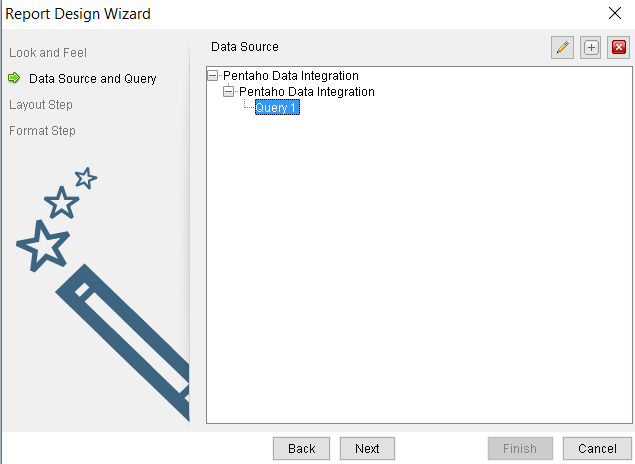 Report Design Wizard
Look and Feel
Data Source and Query
Layout Step
Format Step
Data Source
Pentaho Data Integration
Pentaho Data Integration
Query 1
Back
Next
Finish
Cancel